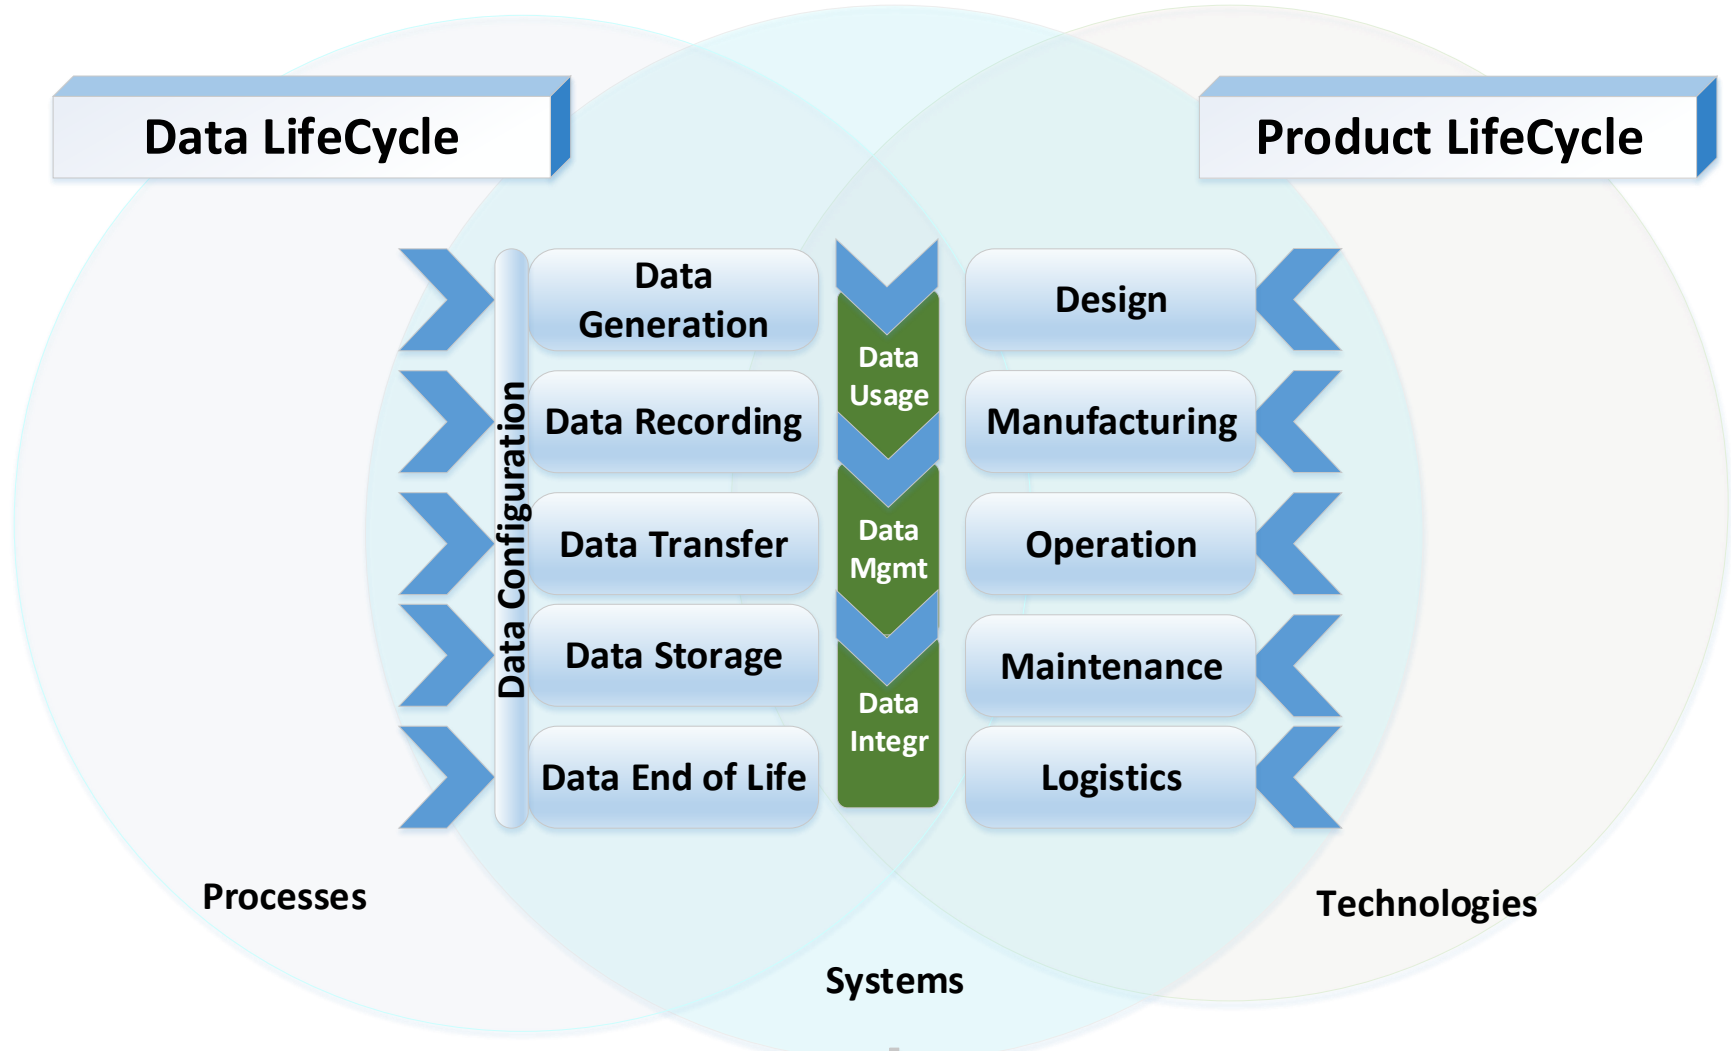 Data LifeCycle
Product LifeCycle
Data Configuration
Data
Generation
Data Recording
Data Transfer
Data Storage
Data End of Life
Data
Usage
Data
Mgmt
Data
Integr
Design
Manufacturing
Operation
Maintenance
Logistics
Processes
Systems
Technologies